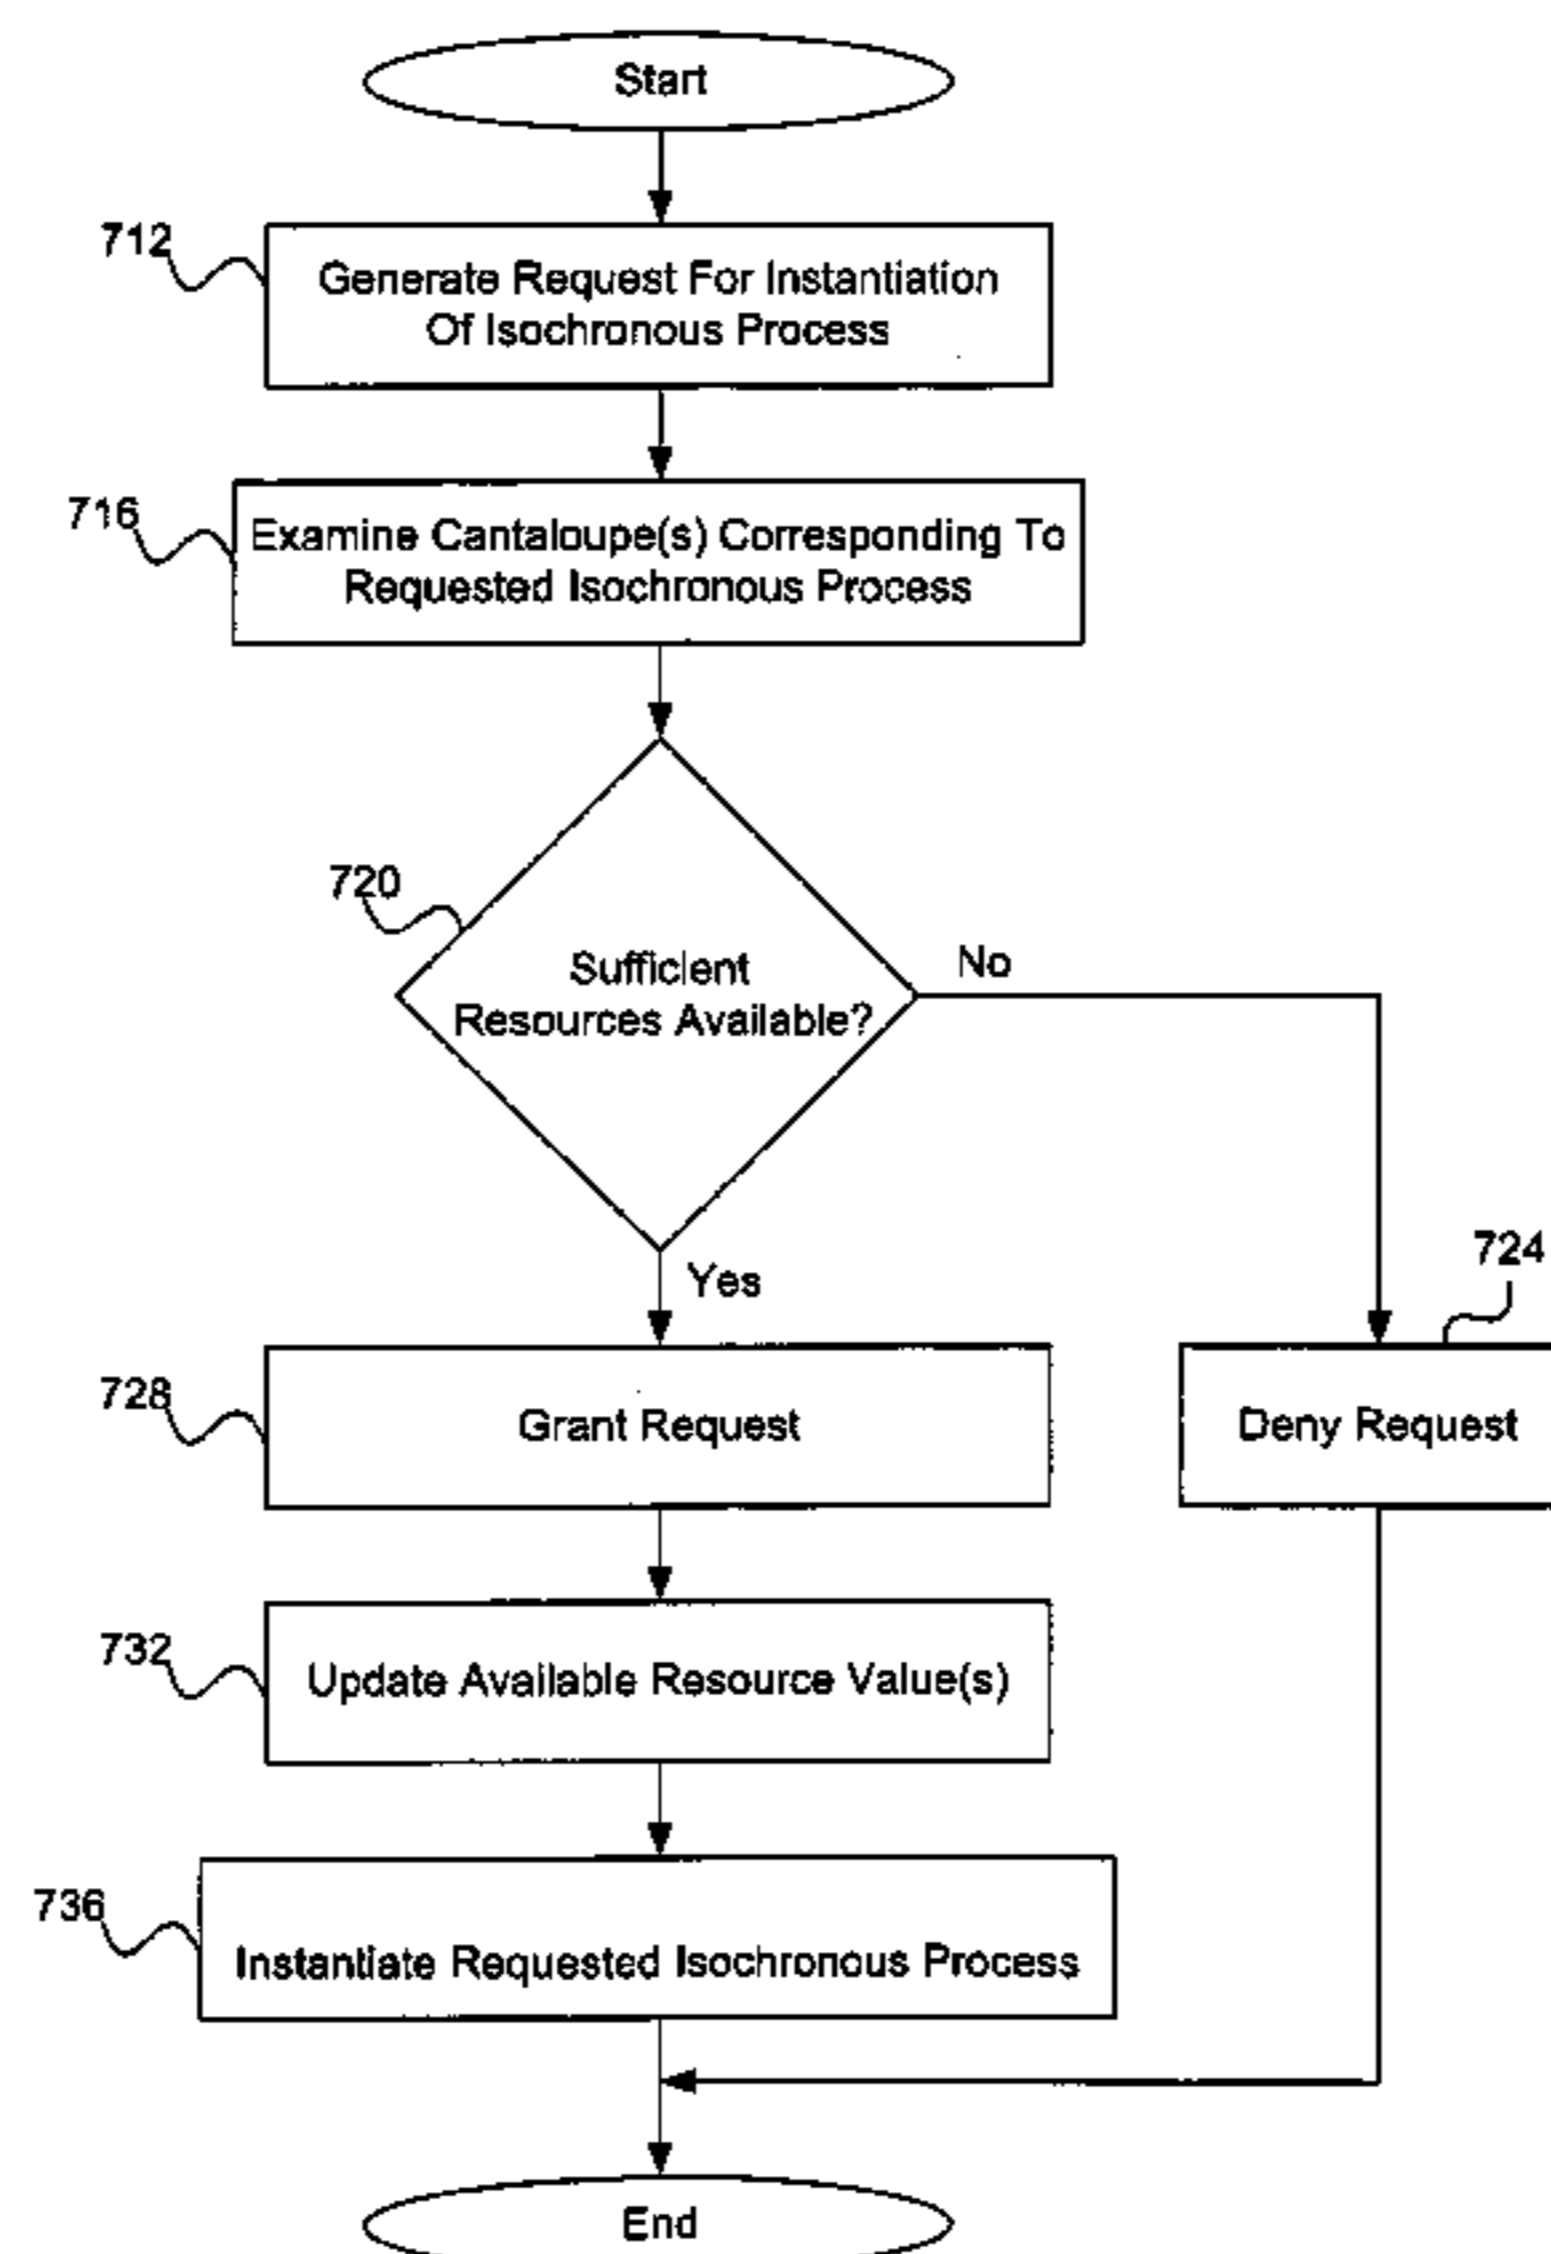 Start
712
Generate Request For Instantiation
Of Isochronous Process
716
Examine Cantaloupe(s) Corresponding To
Requested Isochronous Process
720
Sufficient
Resources Available?
No
Yes
724
728
Grant Request
Deny Request
732
Update Available Resource Value(s)
736
Instantiate Requested Isochronous Process
End